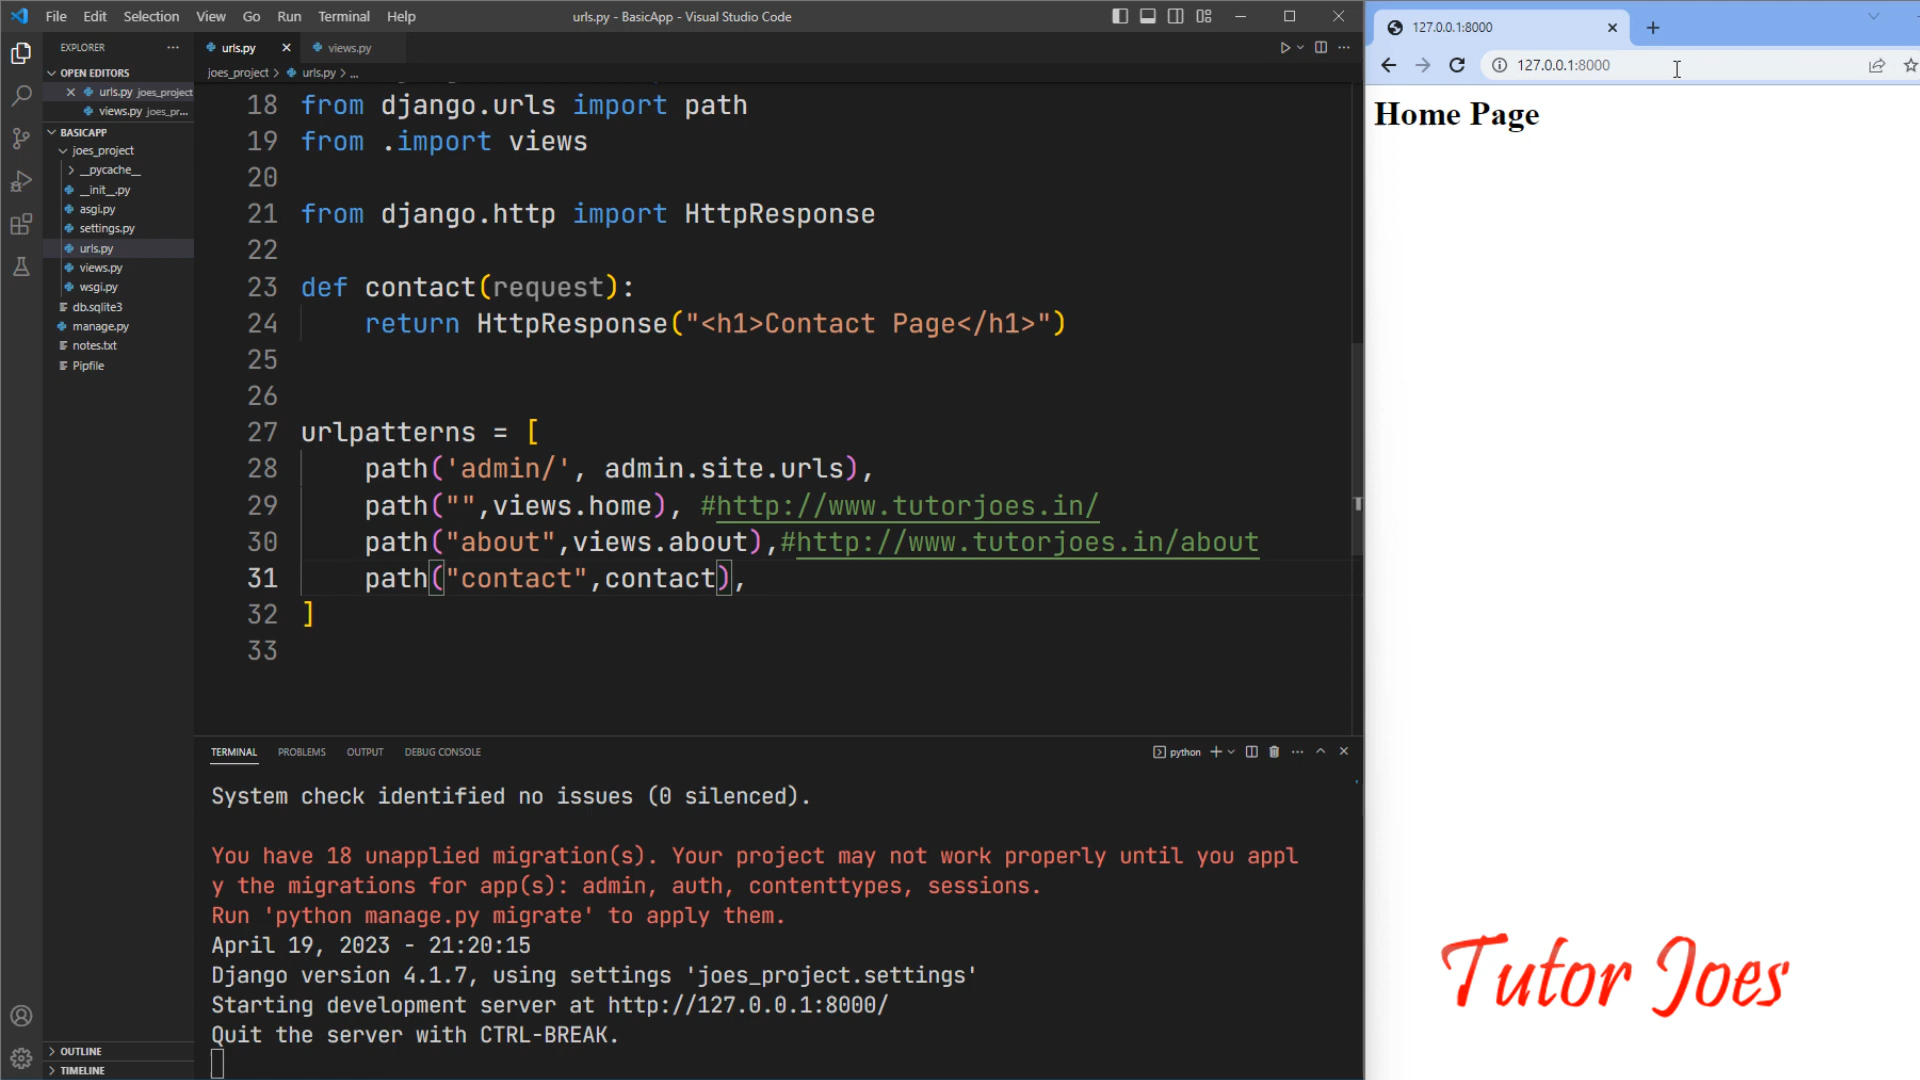 File Edit Selection View Go Run Terminal Help
urls.py - BasicApp - Visual Studio Code
EXPLORER
OPEN EDITORS
urls.py joes_project
views.py joes_pr...
BASICAPP
joes_project
__pycache__
__init__.py
asgi.py
settings.py
urls.py
views.py
wsgi.py
db.sqlite3
manage.py
notes.txt
Pipfile
OUTLINE
TIMELINE
urls.py views.py
joes_project > urls.py > ...
18 from django.urls import path
19 from .import views
20
21 from django.http import HttpResponse
22
23 def contact(request):
24 return HttpResponse("<h1>Contact Page</h1>")
25
26
27 urlpatterns = [
28 path('admin/', admin.site.urls),
29 path("",views.home), #http://www.tutorjoes.in/
30 path("about",views.about),#http://www.tutorjoes.in/about
31 path("contact",contact),
32 ]
33
TERMINAL PROBLEMS OUTPUT DEBUG CONSOLE
python
System check identified no issues (0 silenced).
You have 18 unapplied migration(s). Your project may not work properly until you appl
y the migrations for app(s): admin, auth, contenttypes, sessions.
Run 'python manage.py migrate' to apply them.
April 19, 2023 - 21:20:15
Django version 4.1.7, using settings 'joes_project.settings'
Starting development server at http://127.0.0.1:8000/
Quit the server with CTRL-BREAK.
127.0.0.1:8000
127.0.0.1:8000
Home Page
Tutor Joes